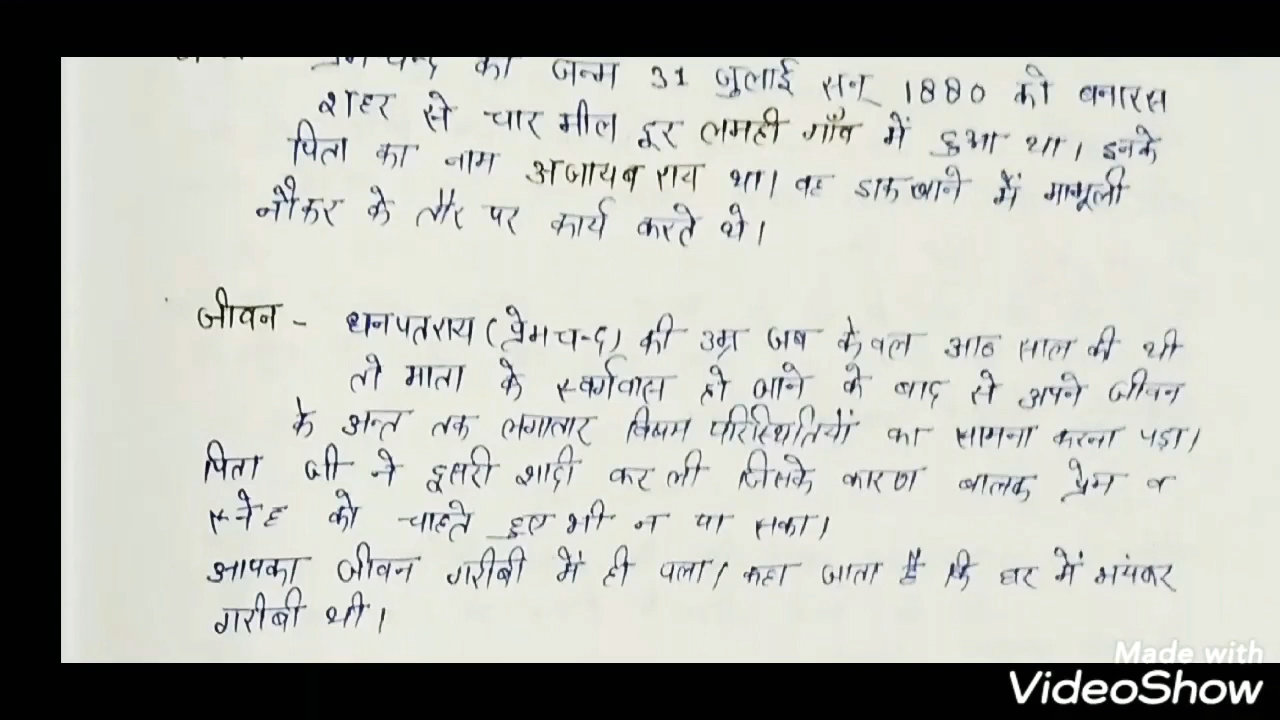 प्रेमचन्द का जन्म 31 जुलाई सन् 1880 को बनारस
शहर से चार मील दूर लमही गाँव में हुआ था। इनके
पिता का नाम अजायब राय था। वह डाकखाने में मामूली
नौकर के तौर पर कार्य करते थे।
जीवन - धनपतराय (प्रेमचन्द) की उम्र जब केवल आठ साल की थी
तो माता के स्वर्गवास हो जाने के बाद से अपने जीवन
के अन्त तक लगातार विषम परिस्थितियों का सामना करना पड़ा।
पिता जी ने दूसरी शादी कर ली जिसके कारण बालक प्रेम व
स्नेह को चाहते हुए भी न पा सका।
आपका जीवन गरीबी में ही पला। कहा जाता है कि घर में भयंकर
गरीबी थी।
Made with
VideoShow